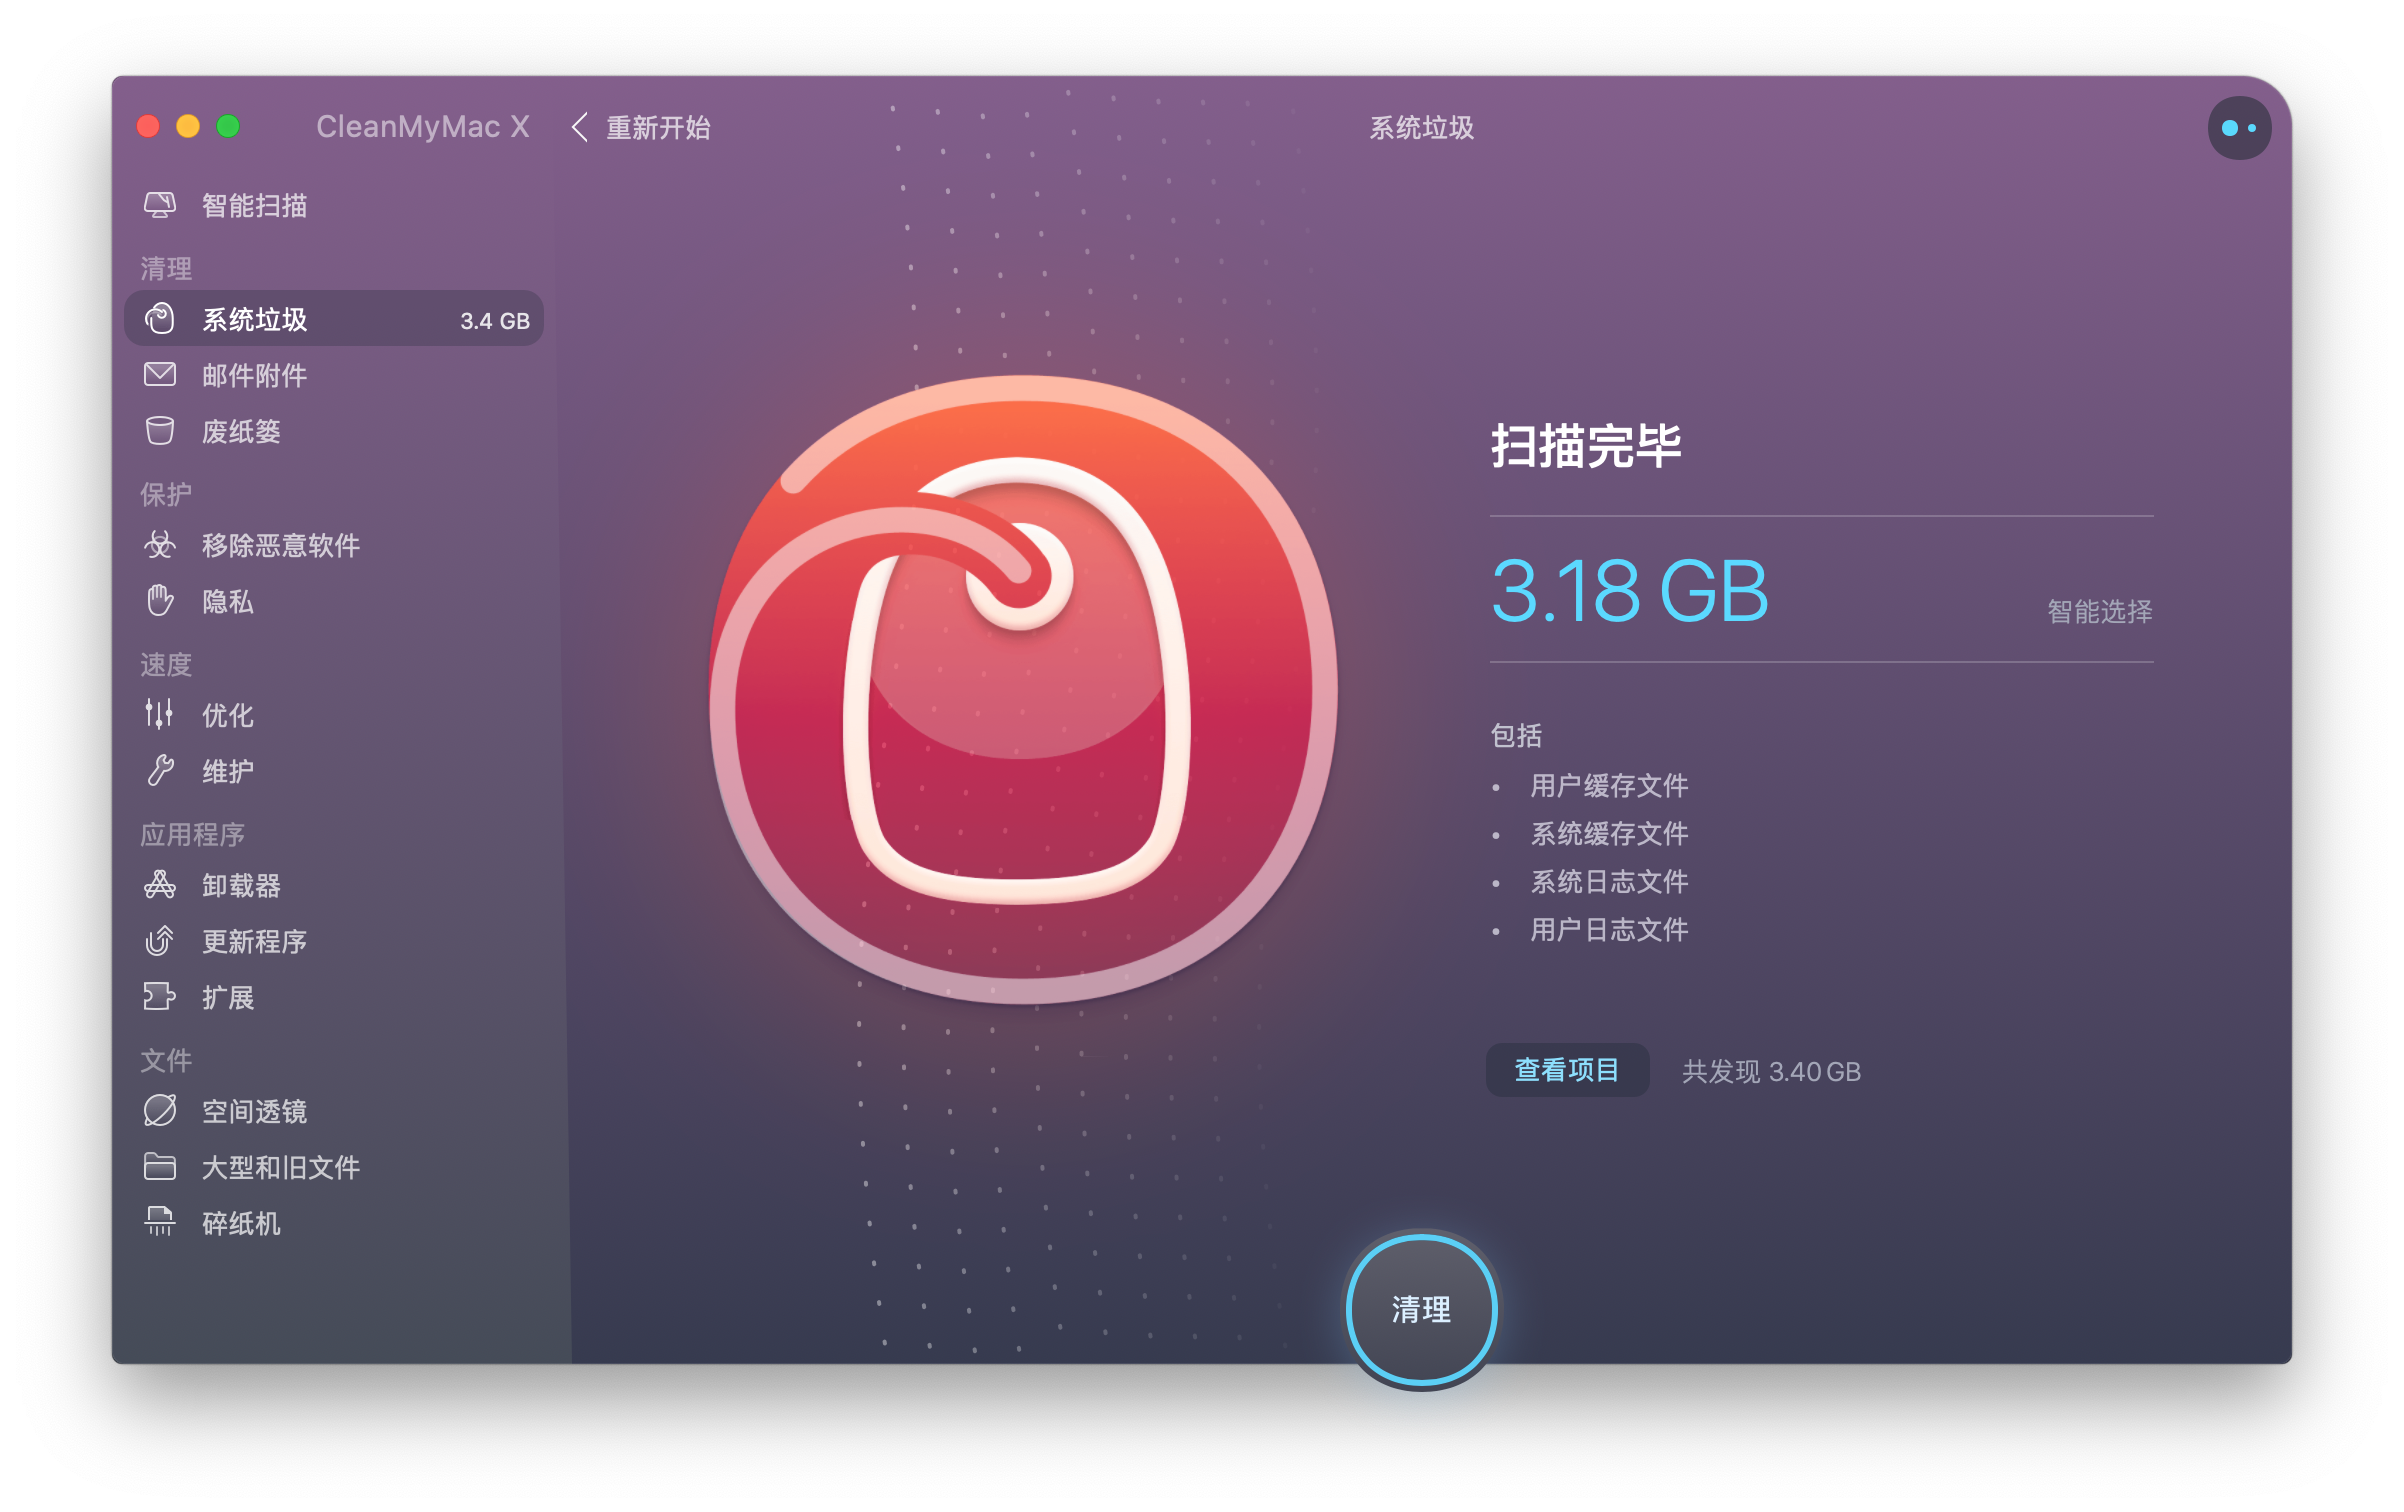 CleanMyMac X
重新开始
系统垃圾
智能扫描
清理
系统垃圾 3.4 GB
邮件附件
废纸篓
保护
移除恶意软件
隐私
速度
优化
维护
应用程序
卸载器
更新程序
扩展
文件
空间透镜
大型和旧文件
碎纸机
扫描完毕
3.18 GB 智能选择
包括
• 用户缓存文件
• 系统缓存文件
• 系统日志文件
• 用户日志文件
查看项目 共发现 3.40 GB
清理